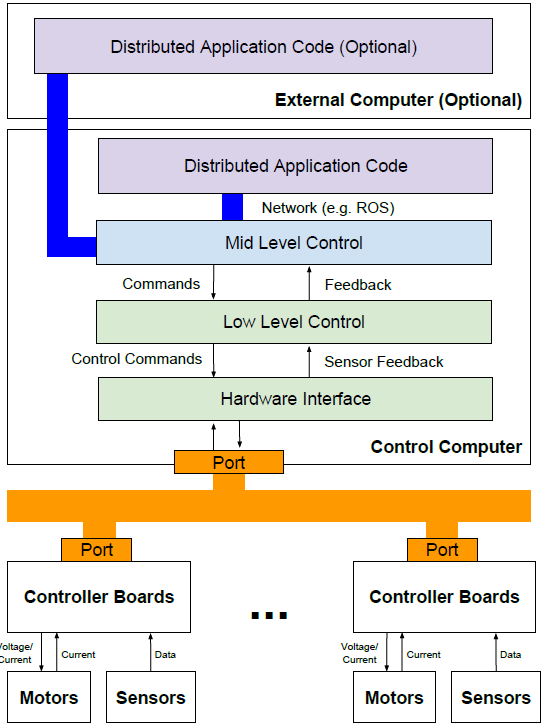 Distributed Application Code (Optional)
External Computer (Optional)
Distributed Application Code
Network (e.g. ROS)
Mid Level Control
Commands
Feedback
Low Level Control
Control Commands
Sensor Feedback
Hardware Interface
Control Computer
Port
Port
Port
Controller Boards
...
Controller Boards
Voltage/
Current
Current
Data
Voltage/
Current
Current
Data
Motors
Sensors
Motors
Sensors